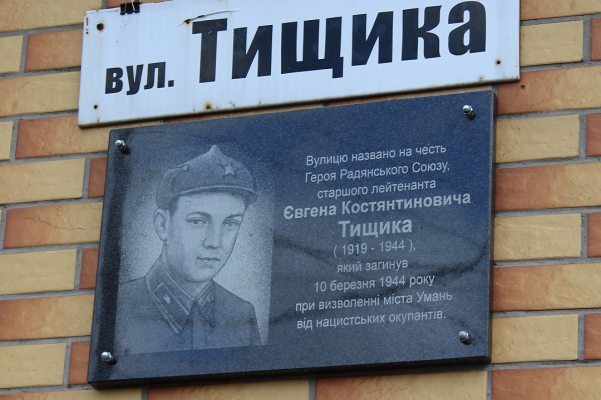 вул. Тищика
Вулицю названо на честь
Героя Радянського Союзу,
старшого лейтенанта
Євгена Костянтиновича
Тищика
( 1919 - 1944 ),
який загинув
10 березня 1944 року
при визволенні міста Умань
від нацистських окупантів.